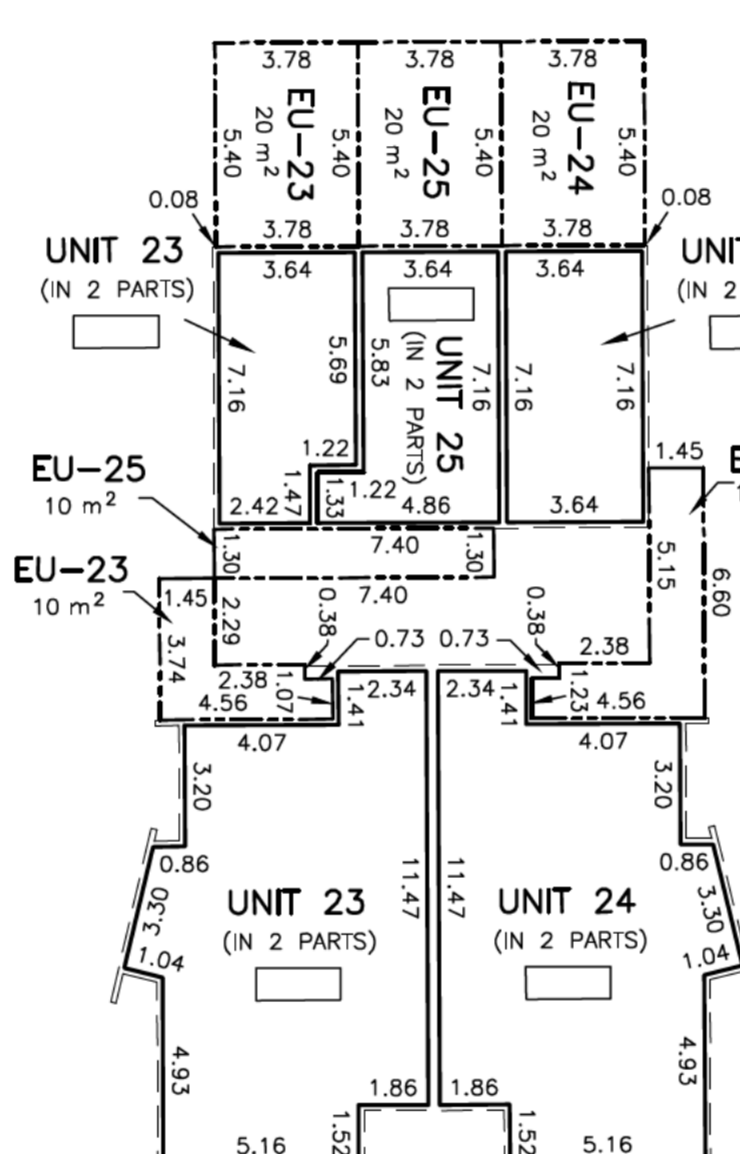 3.78 3.78 3.78
5.40 EU-23 20 m² 5.40 EU-25 20 m² 5.40 EU-24 20 m² 5.40
3.78 3.78 3.78
0.08 0.08
UNIT 23
(IN 2 PARTS)
UNI
(IN 2
3.64 3.64 3.64
7.16 5.69 5.83 UNIT 25 (IN 2 PARTS) 7.16 7.16 7.16
1.22 1.47 1.33 1.22
2.42 4.86 3.64
1.45
EU-25
10 m²
1.30 7.40 1.30
EU-23
10 m²
1.45 7.40
5.15 6.60
2.29 0.38 0.73 0.73 0.38 2.38
3.74 2.38 1.07 2.34 2.34 1.23
4.56 1.41 1.41 4.56
4.07 4.07
3.20 3.20
0.86 0.86
3.30 11.47 11.47 3.30
UNIT 23
(IN 2 PARTS)
UNIT 24
(IN 2 PARTS)
1.04 1.04
4.93 4.93
1.86 1.86
5.16 1.52 1.52 5.16